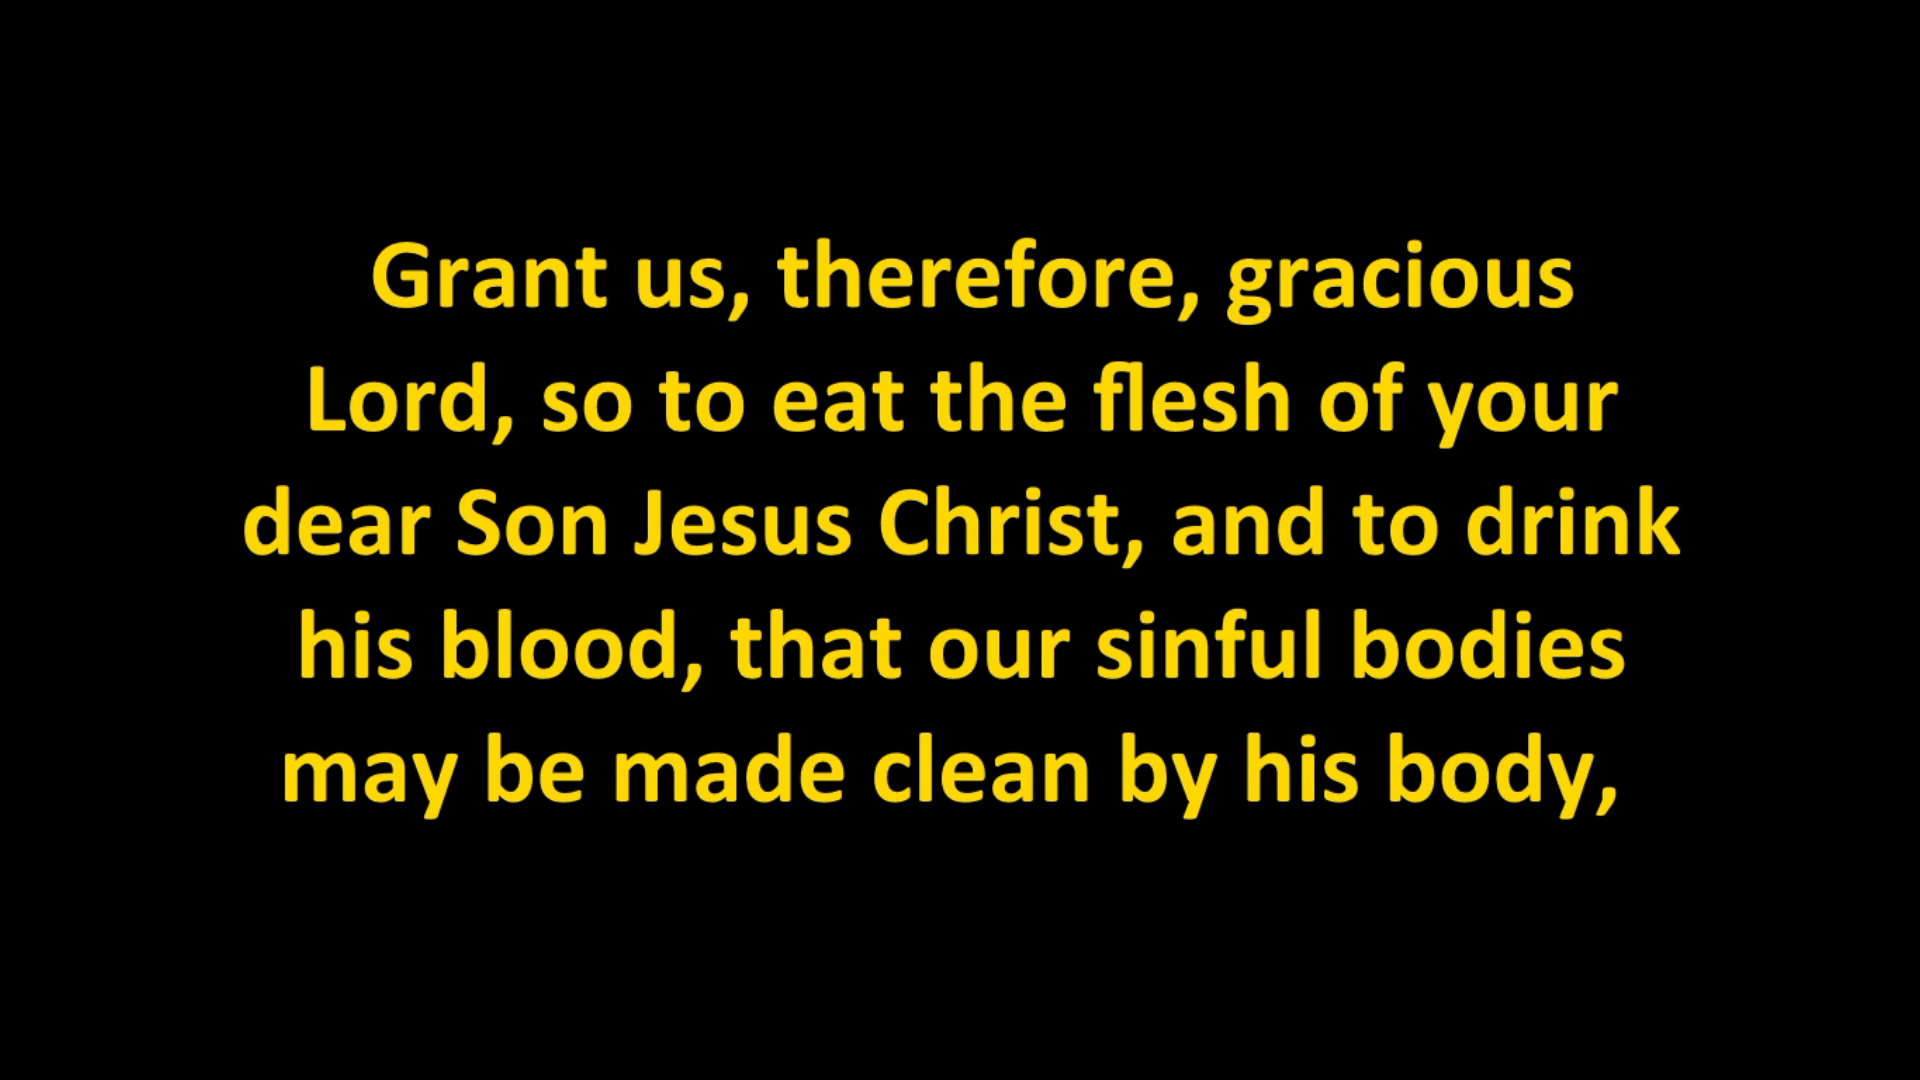 Grant us, therefore, gracious
Lord, so to eat the flesh of your
dear Son Jesus Christ, and to drink
his blood, that our sinful bodies
may be made clean by his body,